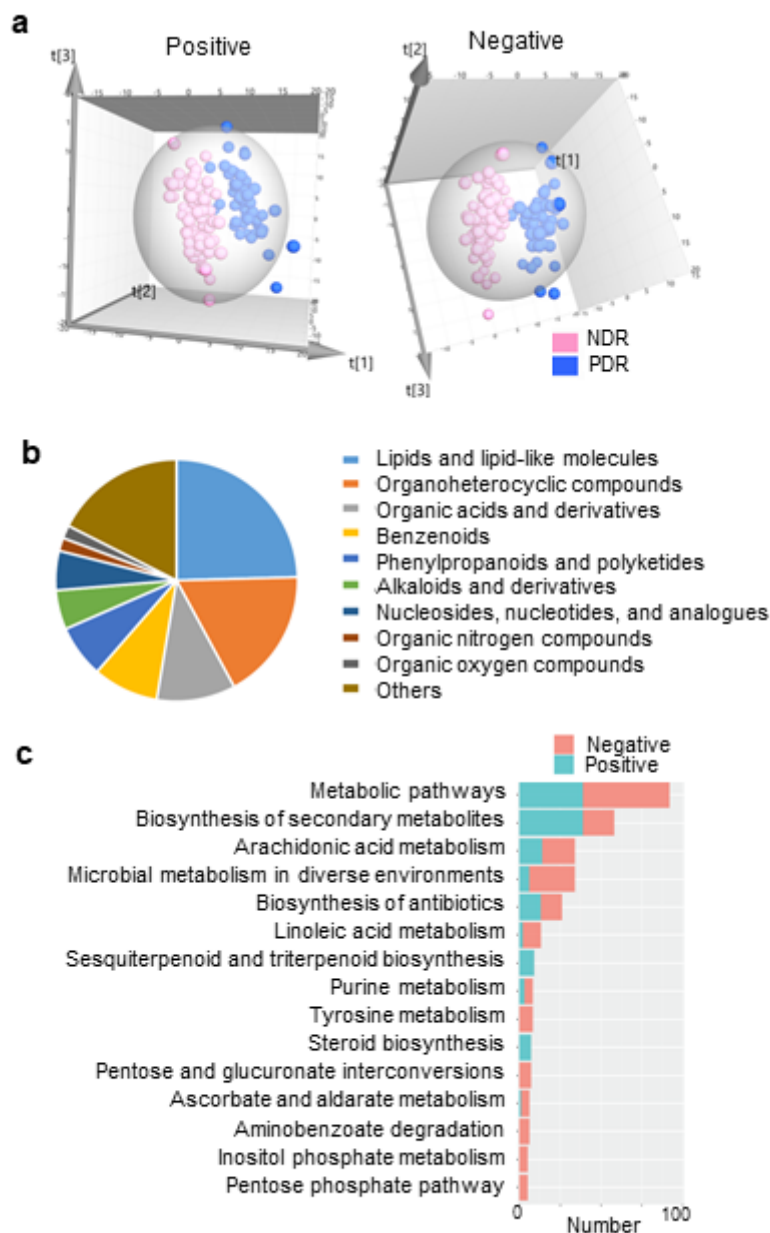 a
Positive
Negative
t[3]
t[2]
t[1]
t[2]
t[1]
t[3]
NDR
PDR
b
Lipids and lipid-like molecules
Organoheterocyclic compounds
Organic acids and derivatives
Benzenoids
Phenylpropanoids and polyketides
Alkaloids and derivatives
Nucleosides, nucleotides, and analogues
Organic nitrogen compounds
Organic oxygen compounds
Others
c
Negative
Positive
Metabolic pathways
Biosynthesis of secondary metabolites
Arachidonic acid metabolism
Microbial metabolism in diverse environments
Biosynthesis of antibiotics
Linoleic acid metabolism
Sesquiterpenoid and triterpenoid biosynthesis
Purine metabolism
Tyrosine metabolism
Steroid biosynthesis
Pentose and glucuronate interconversions
Ascorbate and aldarate metabolism
Aminobenzoate degradation
Inositol phosphate metabolism
Pentose phosphate pathway
0 100
Number